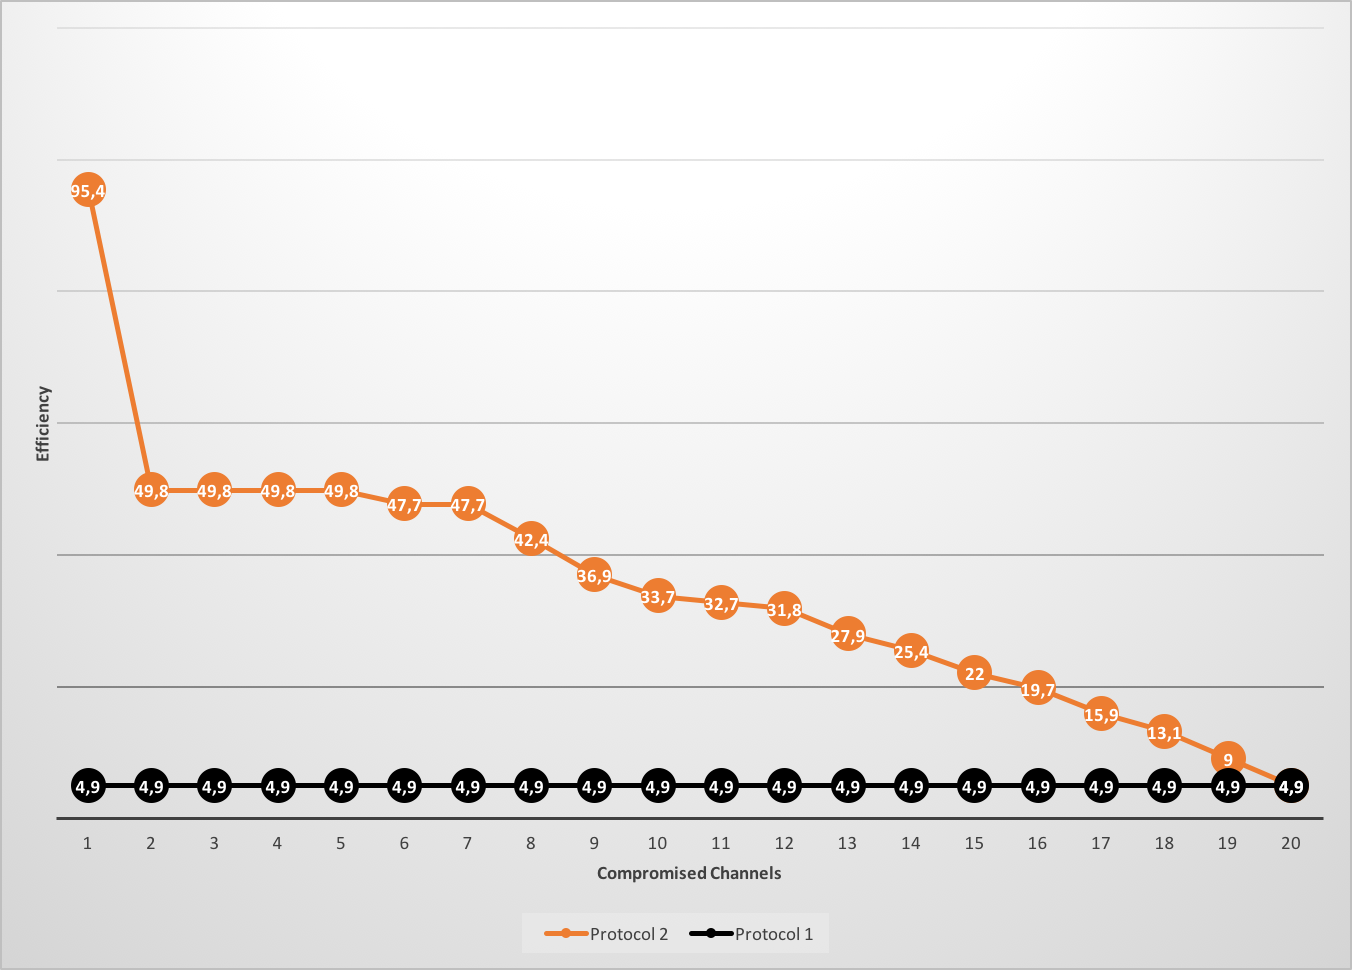 95,4
49,8 49,8 49,8 49,8 47,7 47,7 42,4 36,9 33,7 32,7 31,8 27,9 25,4 22 19,7 15,9 13,1 9
4,9 4,9 4,9 4,9 4,9 4,9 4,9 4,9 4,9 4,9 4,9 4,9 4,9 4,9 4,9 4,9 4,9 4,9 4,9 4,9
Efficiency
1 2 3 4 5 6 7 8 9 10 11 12 13 14 15 16 17 18 19 20
Compromised Channels
Protocol 2 Protocol 1